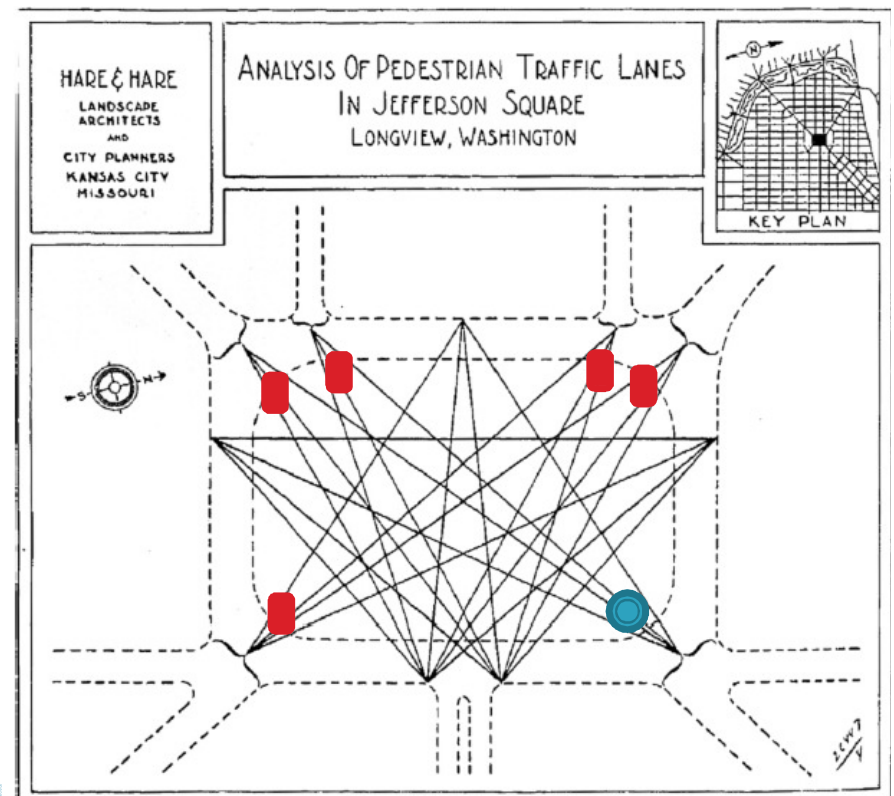 HARE & HARE
LANDSCAPE
ARCHITECTS
AND
CITY PLANNERS
KANSAS CITY
MISSOURI
ANALYSIS OF PEDESTRIAN TRAFFIC LANES
IN JEFFERSON SQUARE
LONGVIEW, WASHINGTON
N
KEY PLAN
S N